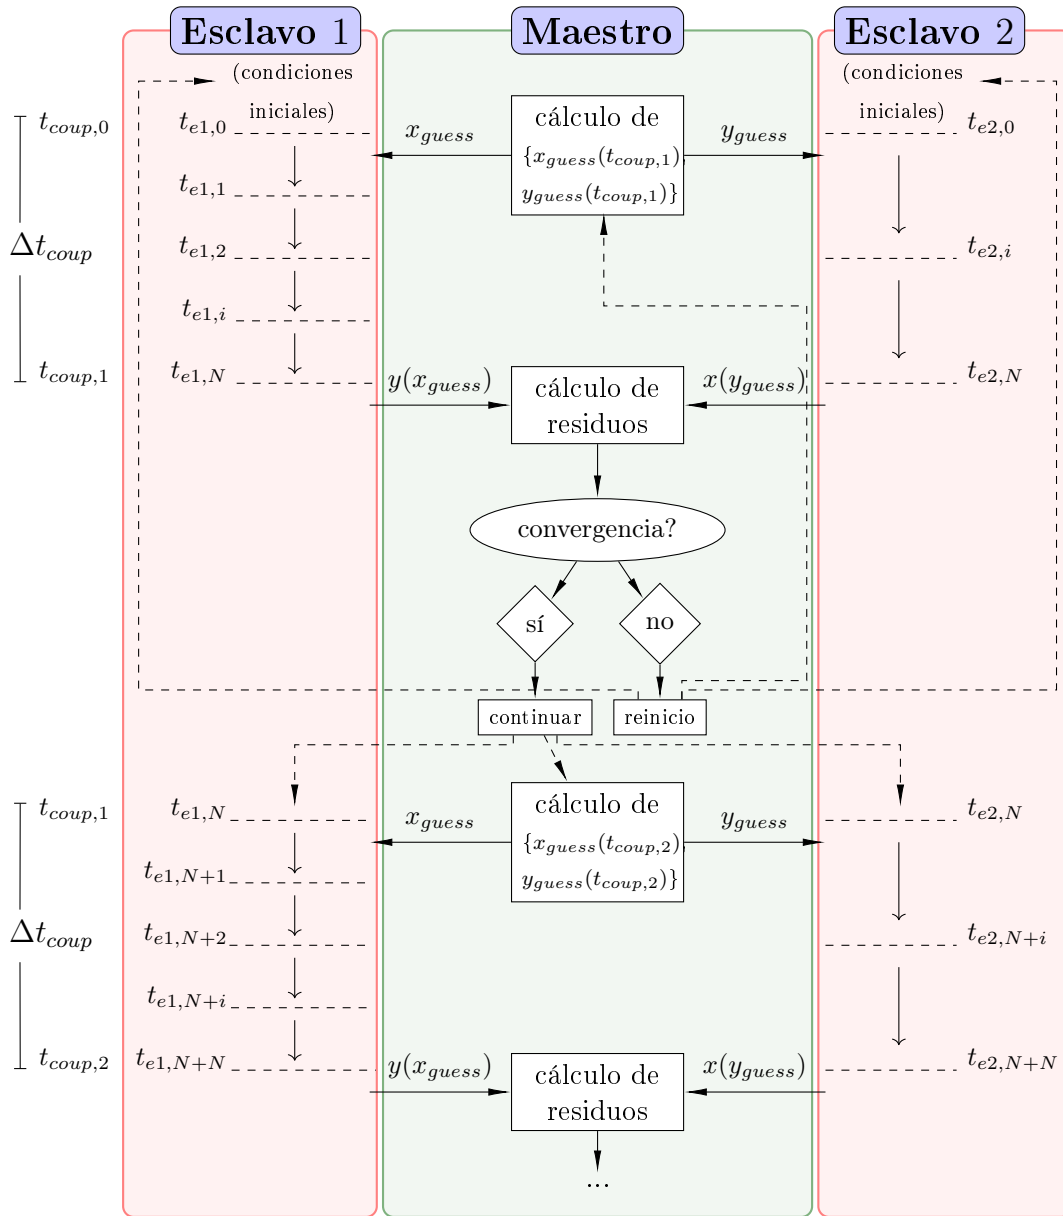 Esclavo 1
Maestro
Esclavo 2
(condiciones
iniciales)
(condiciones
iniciales)
t_{coup,0}
t_{e1,0}
x_{guess}
cálculo de
{x_{guess}(t_{coup,1}),
y_{guess}(t_{coup,1})}
y_{guess}
t_{e2,0}
t_{e1,1}
Δt_{coup}
t_{e1,2}
t_{e2,i}
t_{e1,i}
t_{coup,1}
t_{e1,N}
y(x_{guess})
cálculo de
residuos
x(y_{guess})
t_{e2,N}
convergencia?
sí
no
continuar
reinicio
t_{coup,1}
t_{e1,N}
x_{guess}
cálculo de
{x_{guess}(t_{coup,2}),
y_{guess}(t_{coup,2})}
y_{guess}
t_{e2,N}
t_{e1,N+1}
Δt_{coup}
t_{e1,N+2}
t_{e2,N+i}
t_{e1,N+i}
t_{coup,2}
t_{e1,N+N}
y(x_{guess})
cálculo de
residuos
x(y_{guess})
t_{e2,N+N}
...